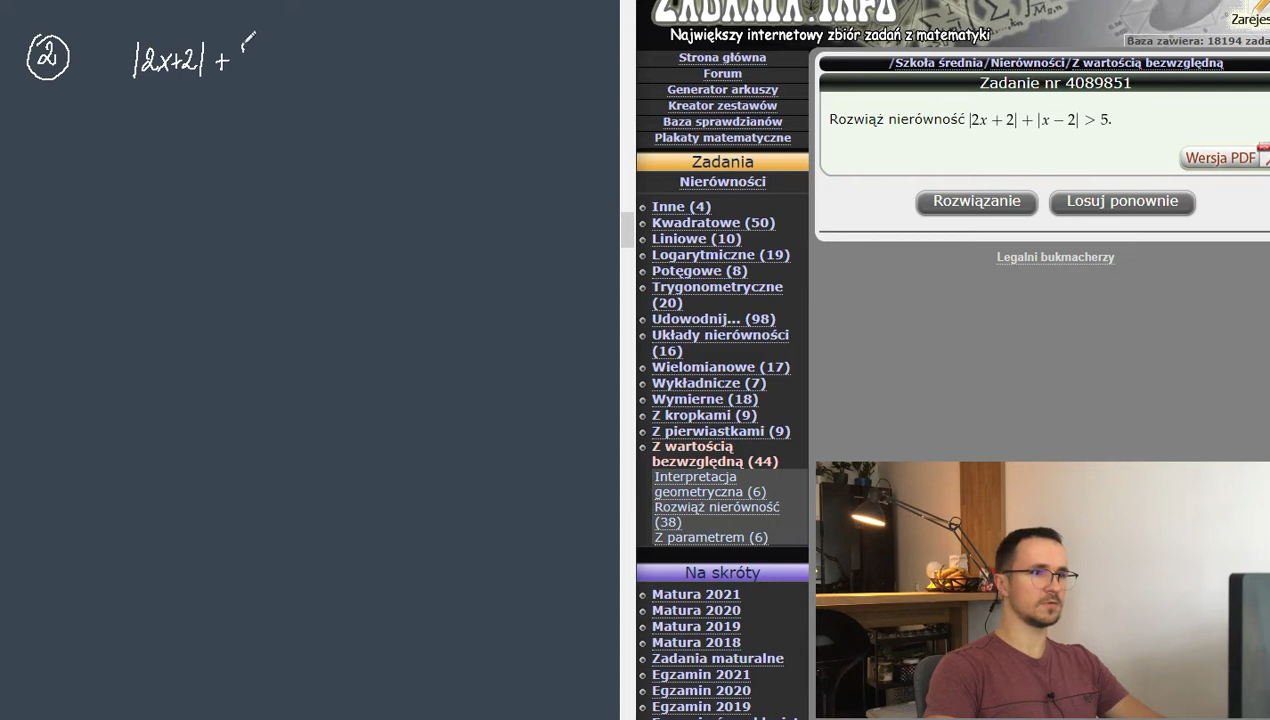 ② |2x+2| +
ZADANIA.INFO
Największy internetowy zbiór zadań z matematyki
Zarejes
Baza zawiera: 18194 zada
Strona główna
Forum
Generator arkuszy
Kreator zestawów
Baza sprawdzianów
Plakaty matematyczne
Zadania
Nierówności
Inne (4)
Kwadratowe (50)
Liniowe (10)
Logarytmiczne (19)
Potęgowe (8)
Trygonometryczne
(20)
Udowodnij... (98)
Układy nierówności
(16)
Wielomianowe (17)
Wykładnicze (7)
Wymierne (18)
Z kropkami (9)
Z pierwiastkami (9)
Z wartością
bezwzględną (44)
Interpretacja
geometryczna (6)
Rozwiąż nierówność
(38)
Z parametrem (6)
Na skróty
Matura 2021
Matura 2020
Matura 2019
Matura 2018
Zadania maturalne
Egzamin 2021
Egzamin 2020
Egzamin 2019
/Szkoła średnia/Nierówności/Z wartością bezwzględną
Zadanie nr 4089851
Rozwiąż nierówność |2x + 2| + |x − 2| > 5.
Wersja PDF
Rozwiązanie
Losuj ponownie
Legalni bukmacherzy